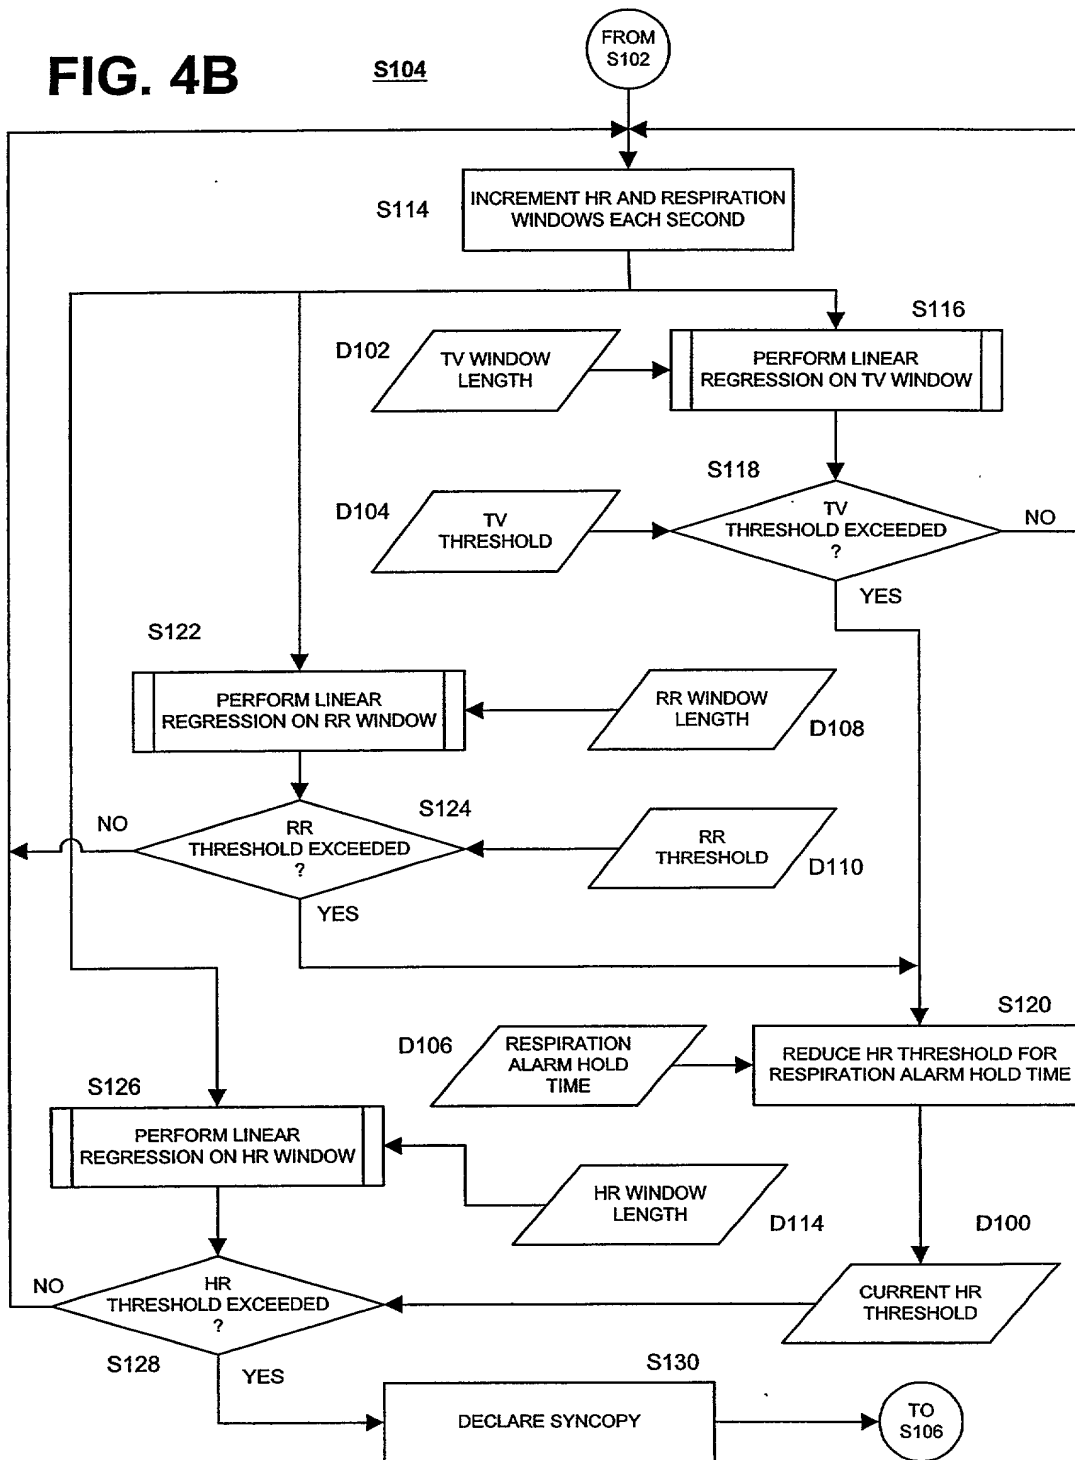 FROM
S102
FIG. 4B
S104
INCREMENT HR AND RESPIRATION
WINDOWS EACH SECOND
S114
S116
D102
TV WINDOW
LENGTH
PERFORM LINEAR
REGRESSION ON TV WINDOW
S118
D104
TV
THRESHOLD
TV
THRESHOLD EXCEEDED
?
NO
YES
S122
PERFORM LINEAR
REGRESSION ON RR WINDOW
RR WINDOW
LENGTH
D108
S124
NO
RR
THRESHOLD EXCEEDED
?
RR
THRESHOLD
D110
YES
S120
D106
RESPIRATION
ALARM HOLD
TIME
REDUCE HR THRESHOLD FOR
RESPIRATION ALARM HOLD TIME
S126
PERFORM LINEAR
REGRESSION ON HR WINDOW
HR WINDOW
LENGTH
D114
D100
NO
HR
THRESHOLD EXCEEDED
?
CURRENT HR
THRESHOLD
S128
YES
S130
DECLARE SYNCOPY
TO
S106